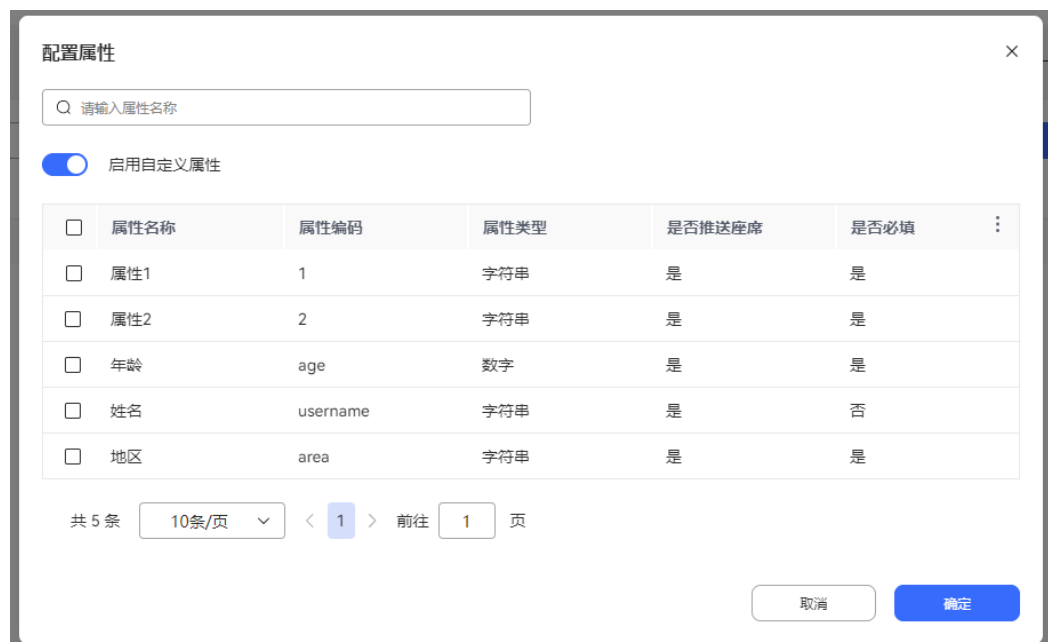 配置属性
请输入属性名称
启用自定义属性
属性名称 属性编码 属性类型 是否推送座席 是否必填
属性1 1 字符串 是 是
属性2 2 字符串 是 是
年龄 age 数字 是 是
姓名 username 字符串 是 否
地区 area 字符串 是 是
共 5 条 10条/页 1 前往 1 页
取消 确定